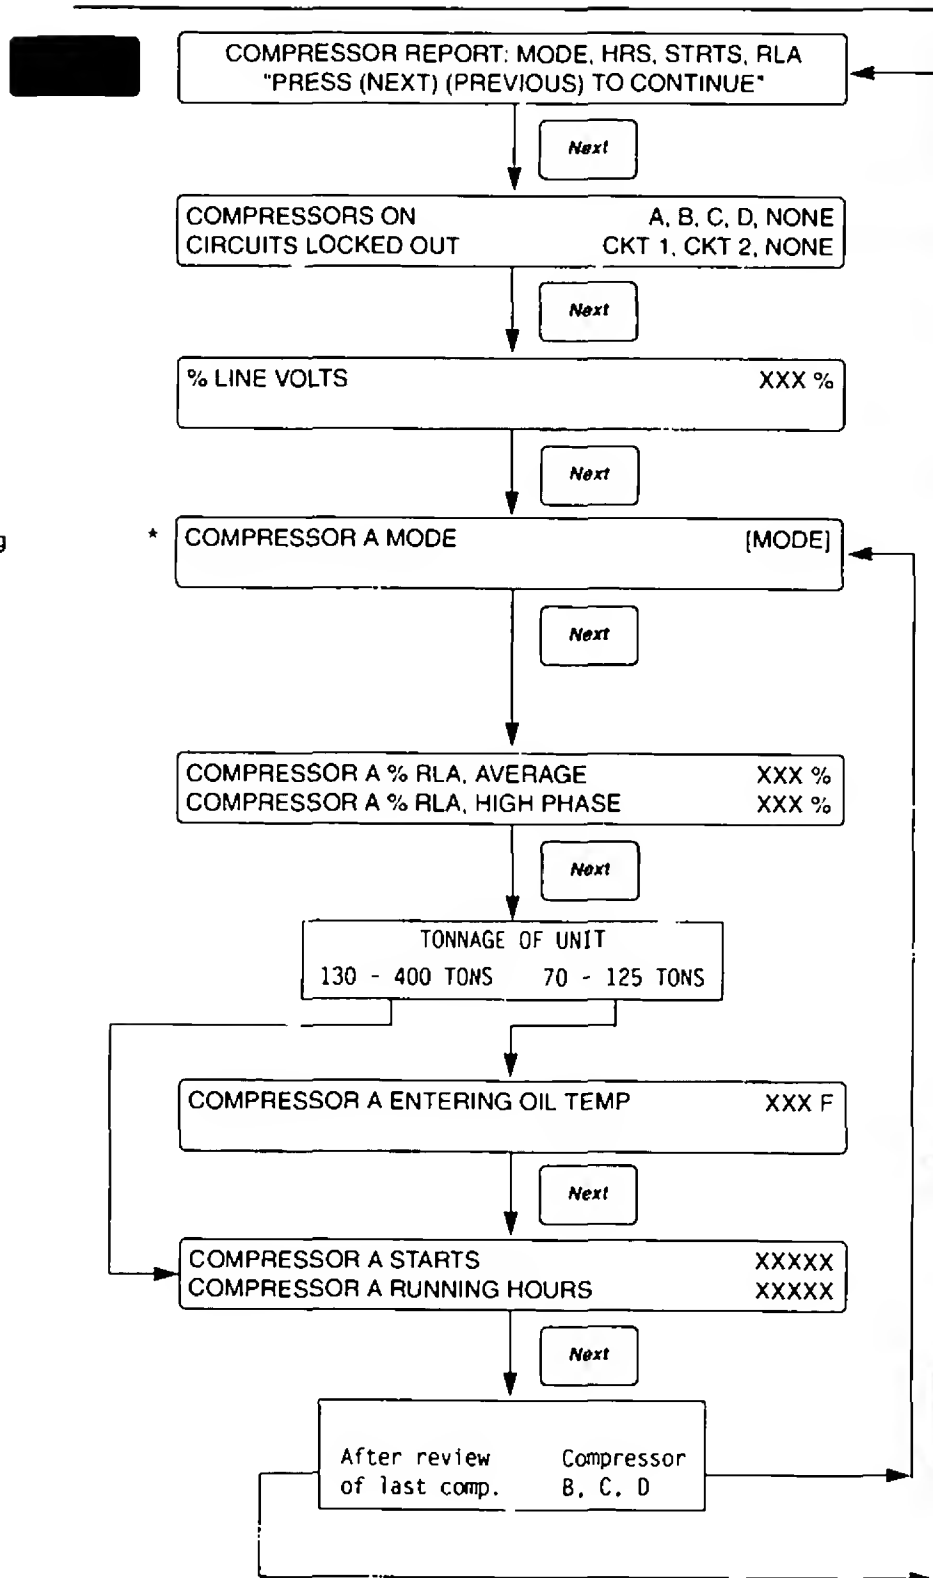 COMPRESSOR REPORT: MODE, HRS, STRTS, RLA
"PRESS (NEXT) (PREVIOUS) TO CONTINUE"
Next
COMPRESSORS ON A, B, C, D, NONE
CIRCUITS LOCKED OUT CKT 1, CKT 2, NONE
Next
% LINE VOLTS XXX %
Next
g * COMPRESSOR A MODE [MODE]
Next
COMPRESSOR A % RLA, AVERAGE XXX %
COMPRESSOR A % RLA, HIGH PHASE XXX %
Next
TONNAGE OF UNIT
130 - 400 TONS 70 - 125 TONS
COMPRESSOR A ENTERING OIL TEMP XXX F
Next
COMPRESSOR A STARTS XXXXX
COMPRESSOR A RUNNING HOURS XXXXX
Next
After review Compressor
of last comp. B, C, D